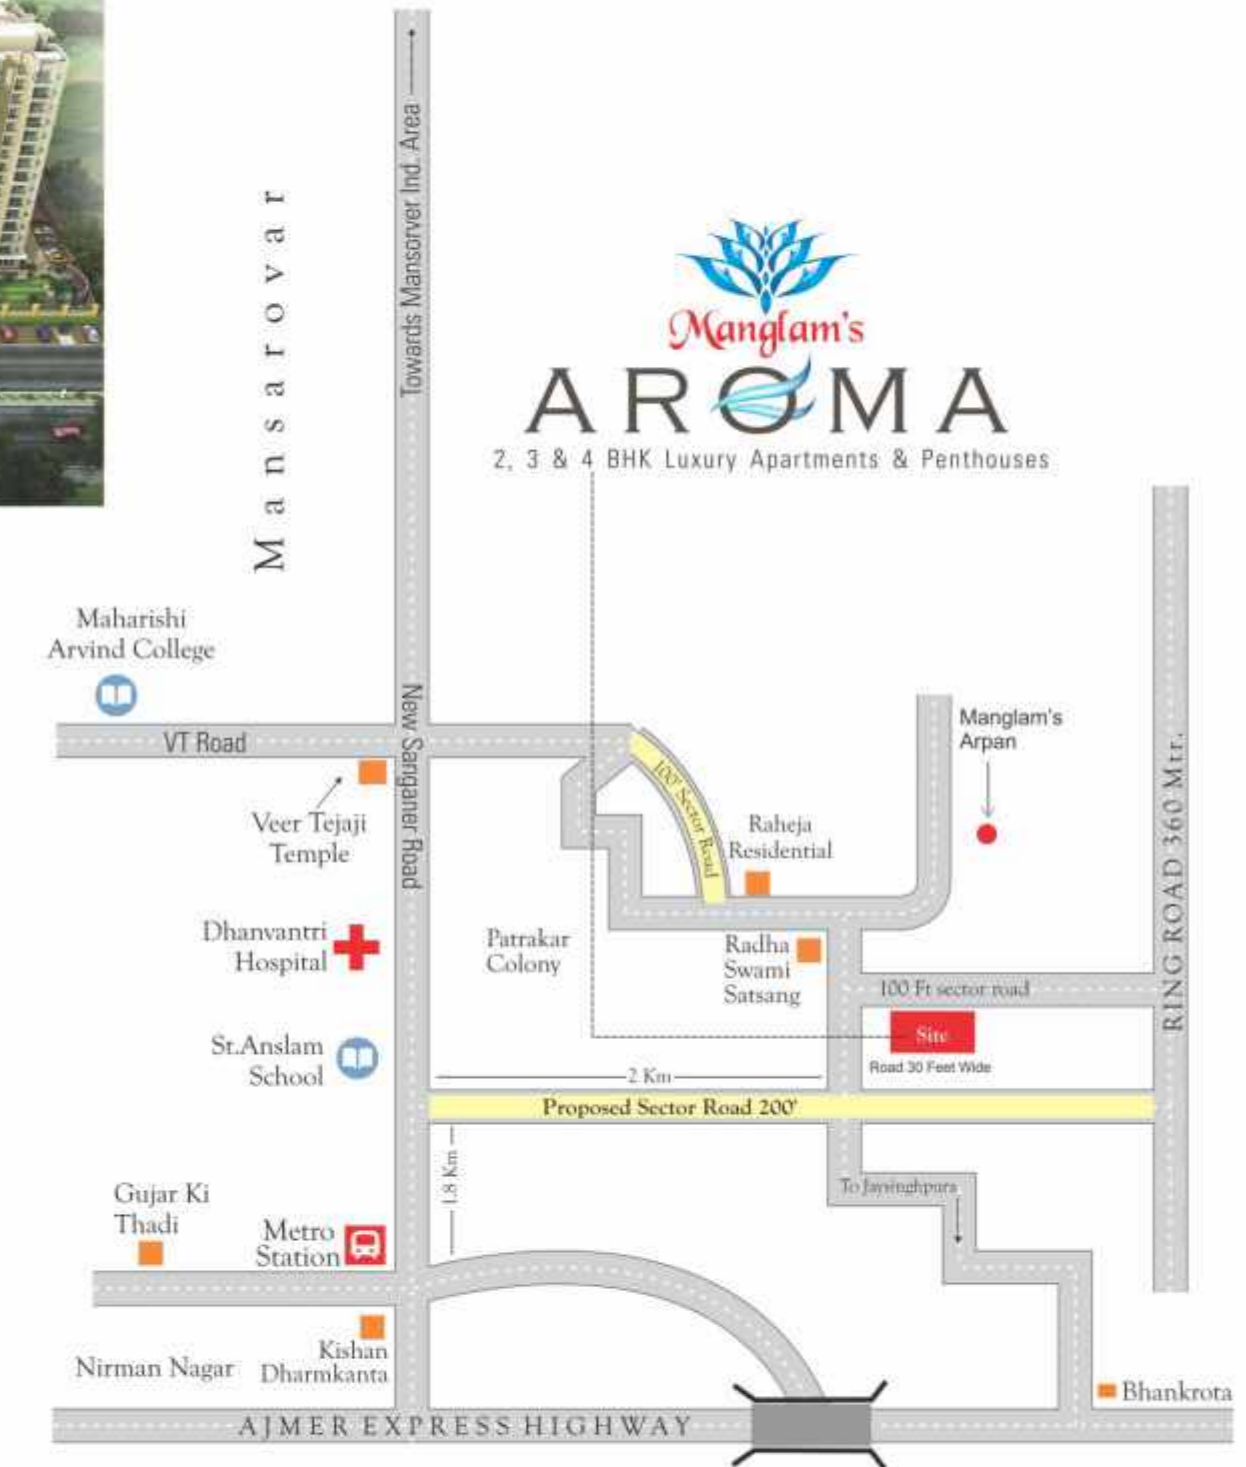 Towards Mansorver Ind. Area
Mansarovar
Manglam's
AROMA
2, 3 & 4 BHK Luxury Apartments & Penthouses
Maharishi
Arvind College
VT Road
New Sanganer Road
Veer Tejaji
Temple
100' Sector Road
Raheja
Residential
Manglam's
Arpan
RING ROAD 360 Mtr.
Dhanvantri
Hospital
Patrakar
Colony
Radha
Swami
Satsang
100 Ft sector road
Site
Road 30 Feet Wide
St.Anslam
School
2 Km
Proposed Sector Road 200'
1.8 Km
To Jaysinghpura
Gujar Ki
Thadi
Metro
Station
Kishan
Dharmkanta
Nirman Nagar
Bhankrota
AJMER EXPRESS HIGHWAY